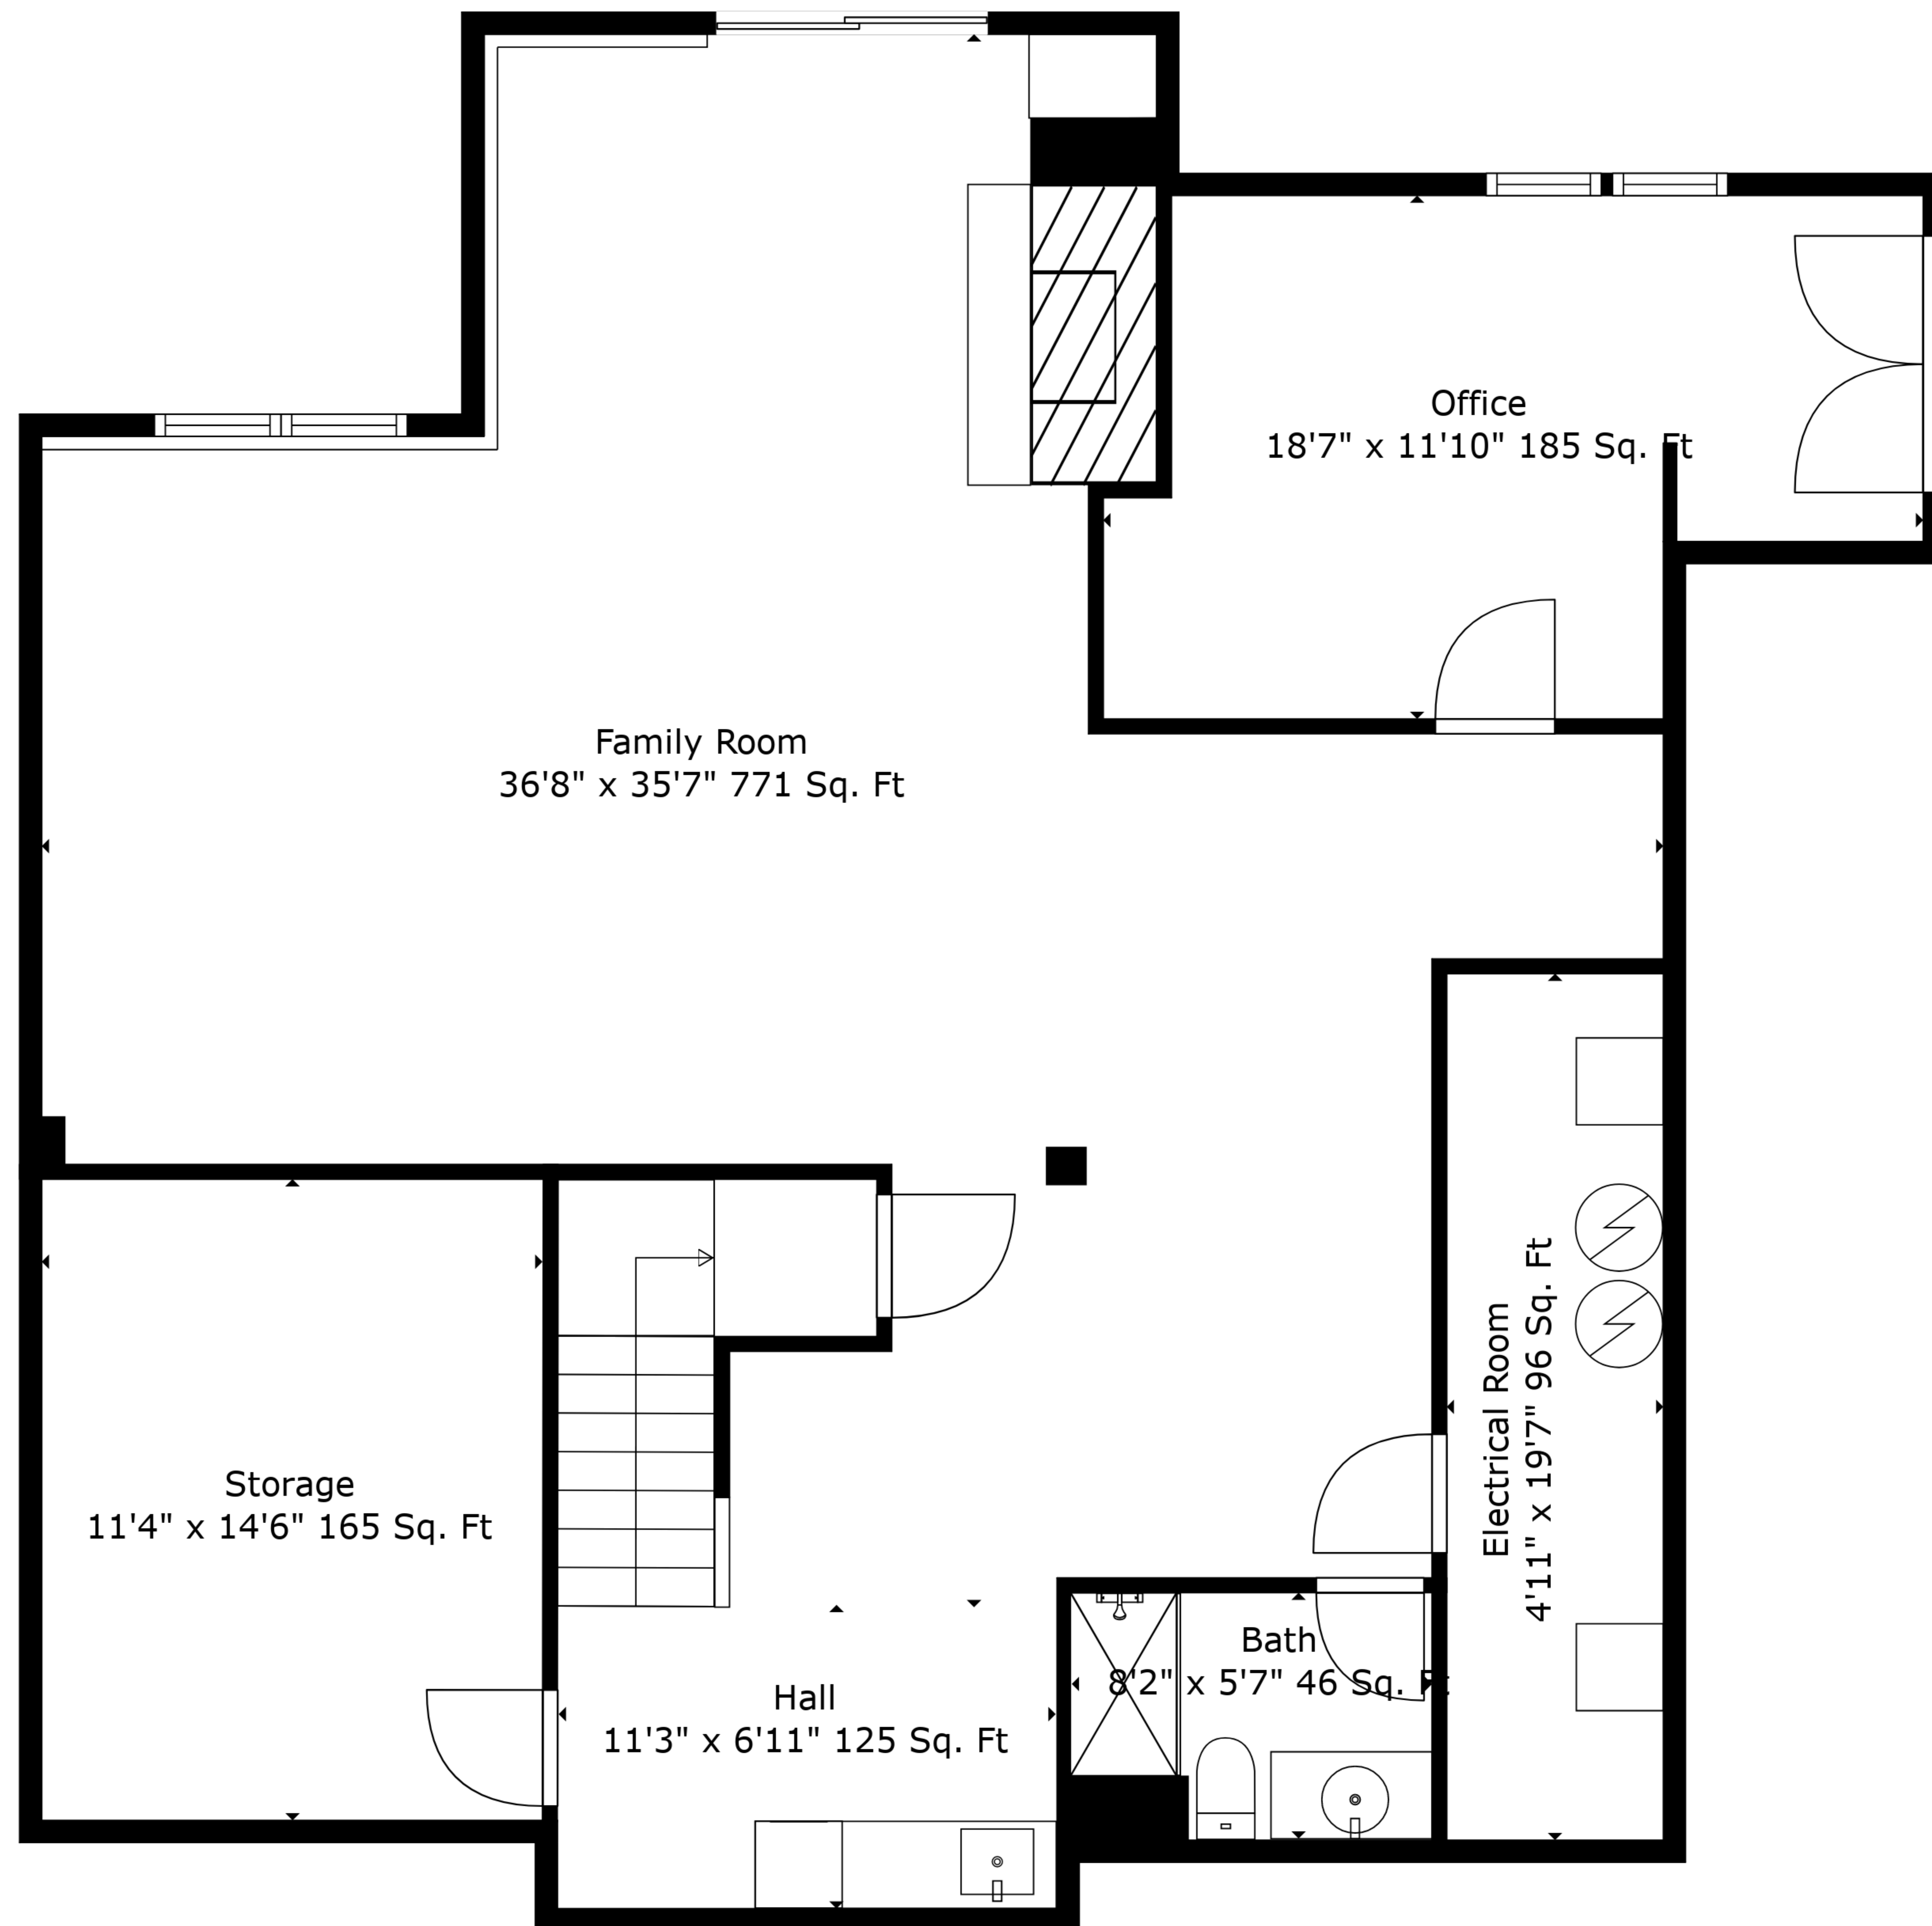 Office
18'7" x 11'10" 185 Sq. Ft
Family Room
36'8" x 35'7" 771 Sq. Ft
Electrical Room
4'11" x 19'7" 96 Sq. Ft
Storage
11'4" x 14'6" 165 Sq. Ft
Bath
8'2" x 5'7" 46 Sq. Ft
Hall
11'3" x 6'11" 125 Sq. Ft